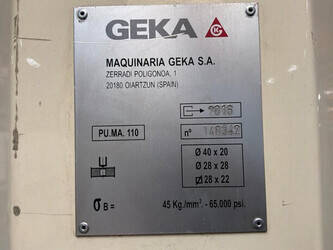 GEKA
MAQUINARIA GEKA S.A.
ZERRADI POLIGONOA, 1
20180 OIARTZUN (SPAIN)
PU.MA. 110
nº
Ø 40 x 20
Ø 28 x 28
28 x 22
σ B = 45 Kg./mm². - 65,000 psi.